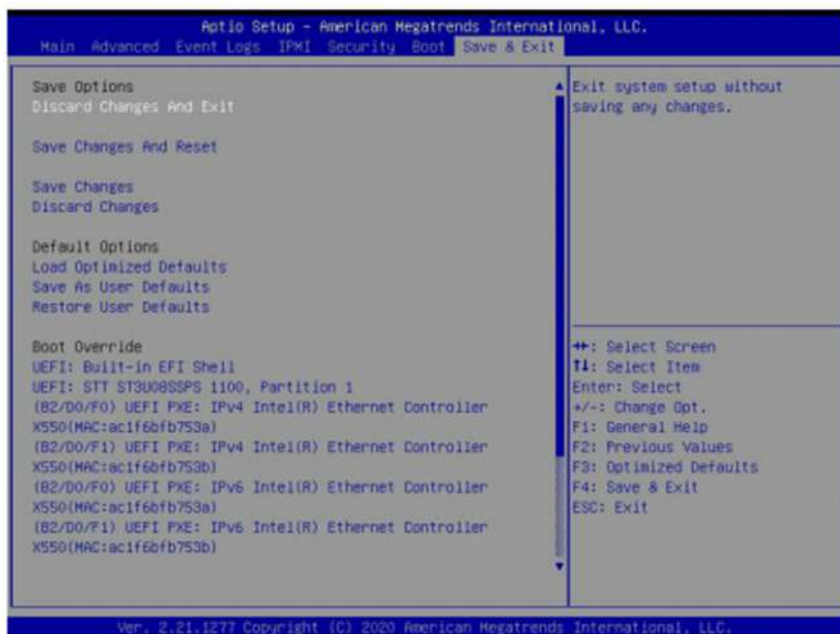 Aptio Setup - American Megatrends International, LLC.
Main Advanced Event Logs IPMI Security Boot Save & Exit
Save Options
Discard Changes And Exit
Save Changes And Reset
Save Changes
Discard Changes
Default Options
Load Optimized Defaults
Save As User Defaults
Restore User Defaults
Boot Override
UEFI: Built-in EFI Shell
UEFI: STT ST3U08SSPS 1100, Partition 1
(B2/D0/F0) UEFI PXE: IPv4 Intel(R) Ethernet Controller
X550(MAC:ac1f6bfb753a)
(B2/D0/F1) UEFI PXE: IPv4 Intel(R) Ethernet Controller
X550(MAC:ac1f6bfb753b)
(B2/D0/F0) UEFI PXE: IPv6 Intel(R) Ethernet Controller
X550(MAC:ac1f6bfb753a)
(B2/D0/F1) UEFI PXE: IPv6 Intel(R) Ethernet Controller
X550(MAC:ac1f6bfb753b)
Exit system setup without
saving any changes.
→←: Select Screen
↑↓: Select Item
Enter: Select
+/-: Change Opt.
F1: General Help
F2: Previous Values
F3: Optimized Defaults
F4: Save & Exit
ESC: Exit
Ver. 2.21.1277 Copyright (C) 2020 American Megatrends International, LLC.